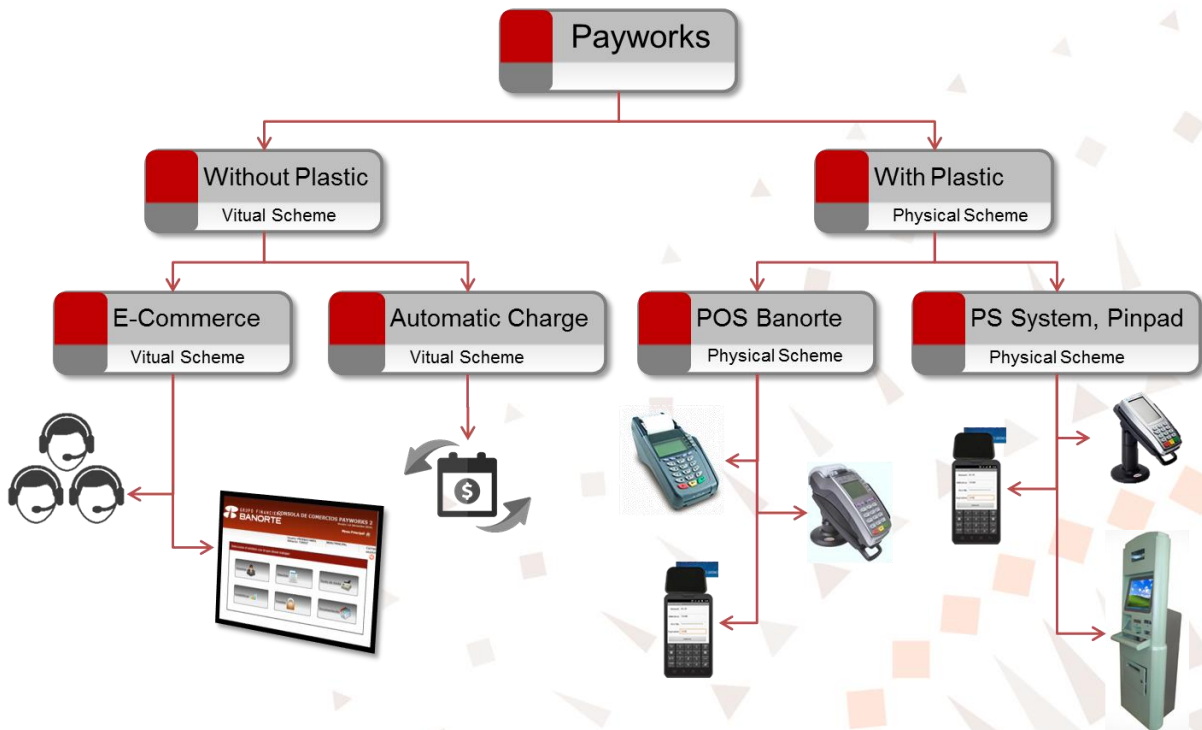 Payworks
Without Plastic
Vitual Scheme
With Plastic
Physical Scheme
E-Commerce
Vitual Scheme
Automatic Charge
Vitual Scheme
POS Banorte
Physical Scheme
PS System, Pinpad
Physical Scheme
$
BANORTE
CONSOLA DE COMERCIOS PAYWORKS 2